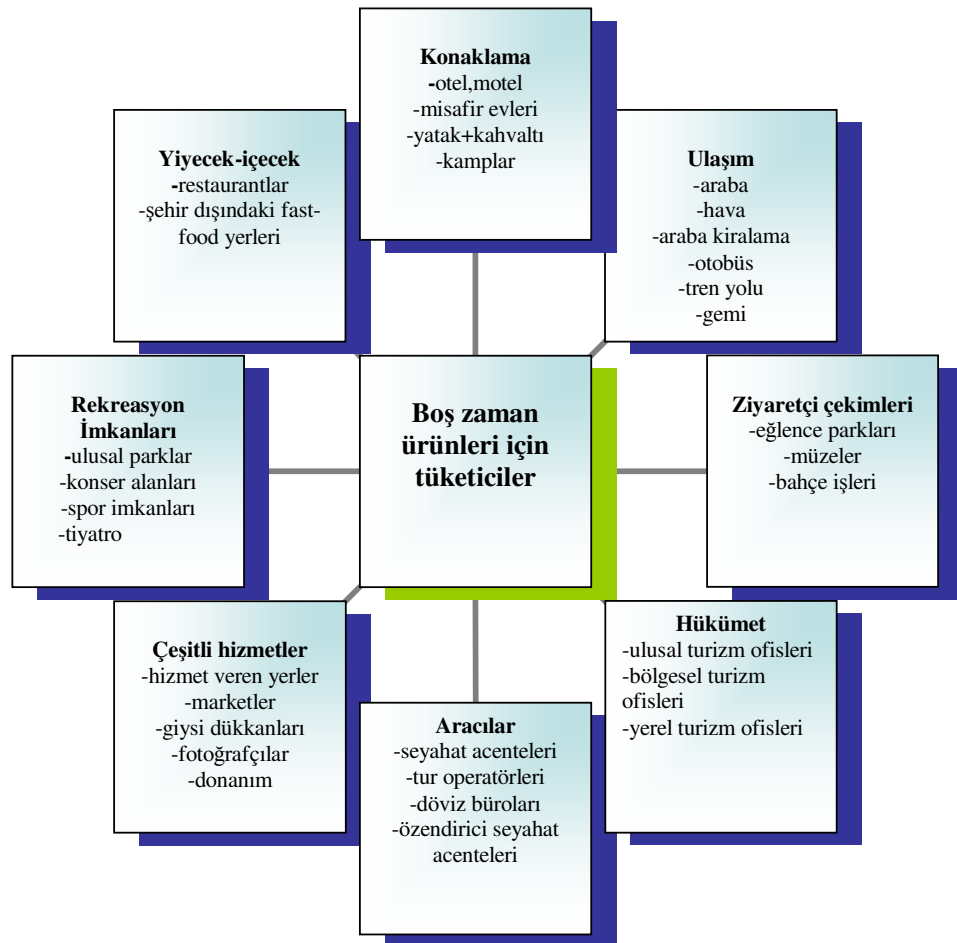 Konaklama
-otel,motel
-misafir evleri
-yatak+kahvaltı
-kamplar
Yiyecek-içecek
-restaurantlar
-şehir dışındaki fast-
food yerleri
Ulaşım
-araba
-hava
-araba kiralama
-otobüs
-tren yolu
-gemi
Rekreasyon
İmkanları
-ulusal parklar
-konser alanları
-spor imkanları
-tiyatro
Boş zaman
ürünleri için
tüketiciler
Ziyaretçi çekimleri
-eğlence parkları
-müzeler
-bahçe işleri
Çeşitli hizmetler
-hizmet veren yerler
-marketler
-giysi dükkanları
-fotoğrafçılar
-donanım
Aracılar
-seyahat acenteleri
-tur operatörleri
-döviz büroları
-özendirici seyahat
acenteleri
Hükümet
-ulusal turizm ofisleri
-bölgesel turizm
ofisleri
-yerel turizm ofisleri